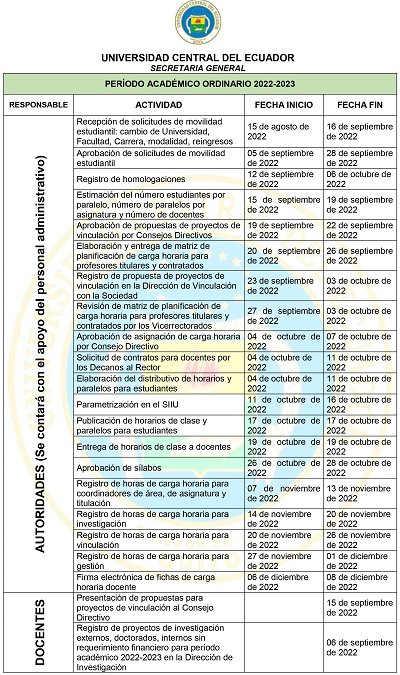 UNIVERSIDAD CENTRAL DEL ECUADOR
SECRETARIA GENERAL
PERÍODO ACADÉMICO ORDINARIO 2022-2023
RESPONSABLE ACTIVIDAD FECHA INICIO FECHA FIN
AUTORIDADES (Se contará con el apoyo del personal administrativo)
Recepción de solicitudes de movilidad
estudiantil: cambio de Universidad,
Facultad, Carrera, modalidad, reingresos
15 de agosto de
2022
16 de septiembre
de 2022
Aprobación de solicitudes de movilidad
estudiantil
05 de septiembre
de 2022
28 de septiembre
de 2022
Registro de homologaciones
12 de septiembre
de 2022
06 de octubre de
2022
Estimación del número estudiantes por
paralelo, número de paralelos por
asignatura y número de docentes
15 de septiembre
de 2022
19 de septiembre
de 2022
Aprobación de propuestas de proyectos de
vinculación por Consejos Directivos
19 de septiembre
de 2022
22 de septiembre
de 2022
Elaboración y entrega de matriz de
planificación de carga horaria para
profesores titulares y contratados
20 de septiembre
de 2022
26 de septiembre
de 2022
Registro de propuesta de proyectos de
vinculación en la Dirección de Vinculación
con la Sociedad
23 de septiembre
de 2022
03 de octubre de
2022
Revisión de matriz de planificación de
carga horaria para profesores titulares y
contratados por los Vicerrectorados
27 de septiembre
de 2022
03 de octubre de
2022
Aprobación de asignación de carga horaria
por Consejo Directivo
04 de octubre de
2022
07 de octubre de
2022
Solicitud de contratos para docentes por
los Decanos al Rector
04 de octubre de
2022
11 de octubre de
2022
Elaboración del distributivo de horarios y
paralelos para estudiantes
04 de octubre de
2022
11 de octubre de
2022
Parametrización en el SIIU
11 de octubre de
2022
16 de octubre de
2022
Publicación de horarios de clase y
paralelos para estudiantes
17 de octubre de
2022
17 de octubre de
2022
Entrega de horarios de clase a docentes
19 de octubre de
2022
19 de octubre de
2022
Aprobación de sílabos
26 de octubre de
2022
28 de octubre de
2022
Registro de horas de carga horaria para
coordinadores de área, de asignatura y
titulación
07 de noviembre
de 2022
13 de noviembre
de 2022
Registro de horas de carga horaria para
investigación
14 de noviembre
de 2022
20 de noviembre
de 2022
Registro de horas de carga horaria para
vinculación
20 de noviembre
de 2022
26 de noviembre
de 2022
Registro de horas de carga horaria para
gestión
27 de noviembre
de 2022
01 de diciembre
de 2022
Firma electrónica de fichas de carga
horaria docente
06 de diciembre
de 2022
08 de diciembre
de 2022
DOCENTES
Presentación de propuestas para
proyectos de vinculación al Consejo
Directivo
15 de septiembre
de 2022
Registro de proyectos de investigación
externos, doctorados, internos sin
requerimiento financiero para período
académico 2022-2023 en la Dirección de
Investigación
06 de septiembre
de 2022